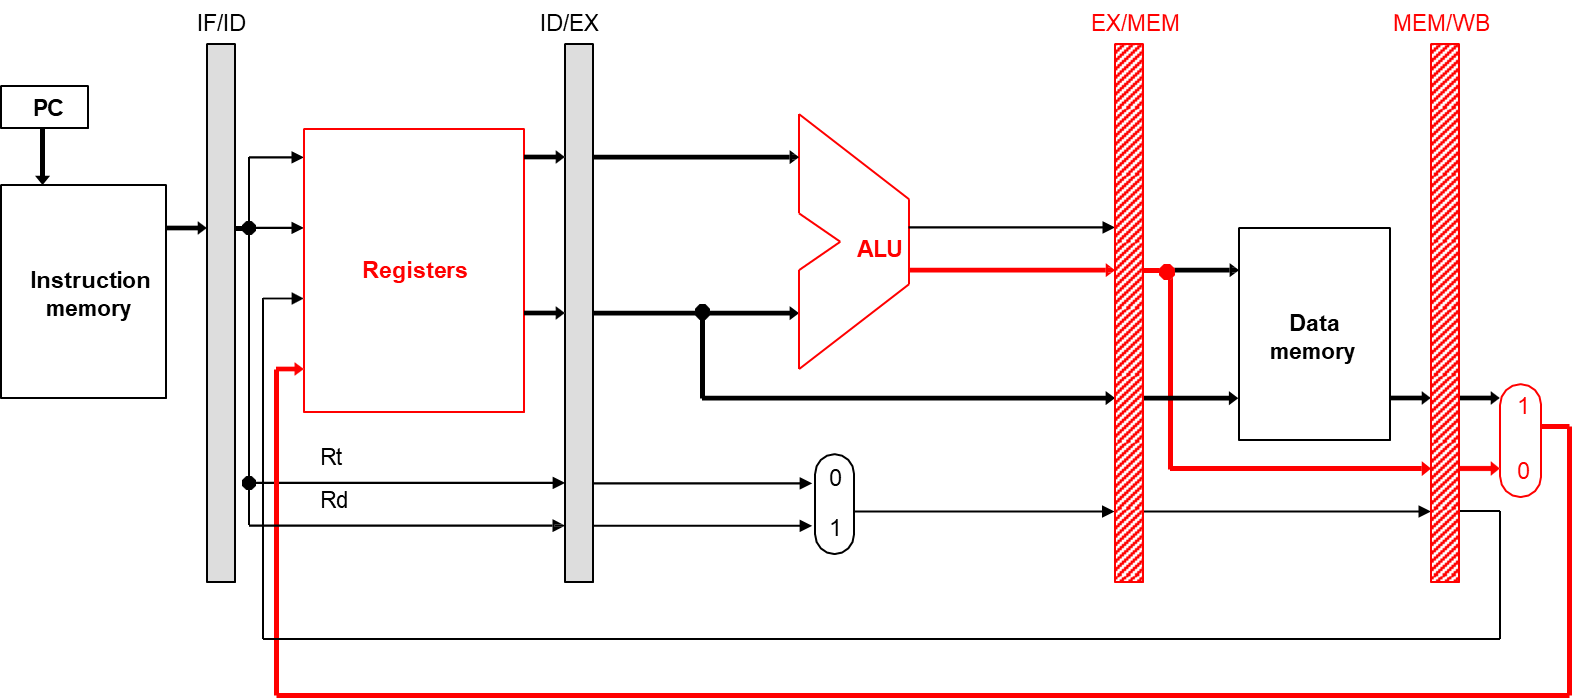 IF/ID
ID/EX
EX/MEM
MEM/WB
PC
Instruction
memory
Registers
ALU
Data
memory
1
0
Rt
Rd
0
1